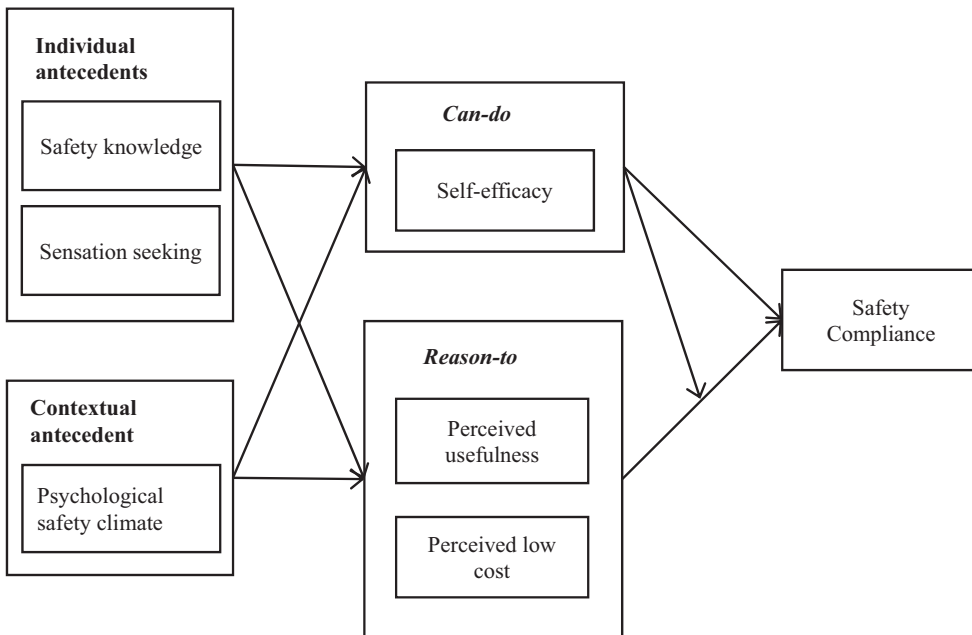 Individual
antecedents
Safety knowledge
Sensation seeking
Contextual
antecedent
Psychological
safety climate
Can-do
Self-efficacy
Reason-to
Perceived
usefulness
Perceived low
cost
Safety
Compliance